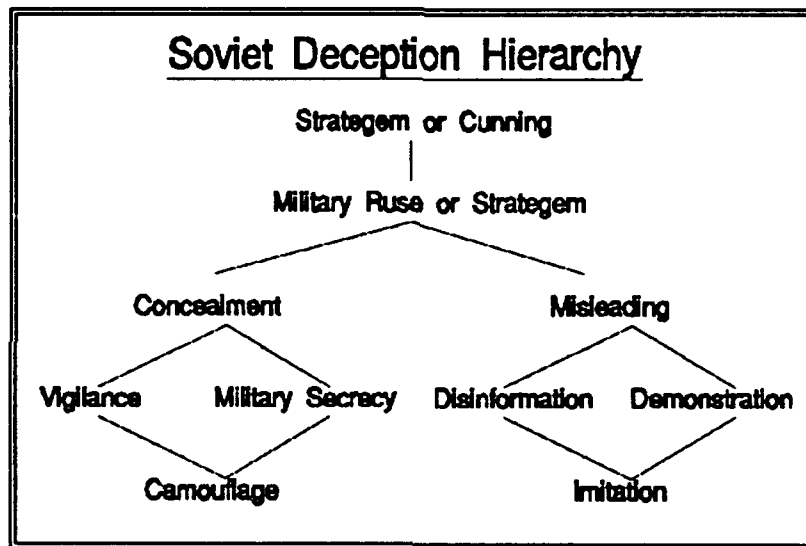 Soviet Deception Hierarchy
Strategem or Cunning
Military Ruse or Strategem
Concealment Misleading
Vigilance Military Secrecy Disinformation Demonstration
Camouflage Imitation